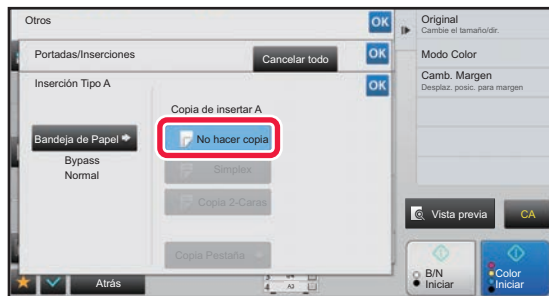 Otros
OK
Portadas/Inserciones
Cancelar todo
OK
Inserción Tipo A
OK
Copia de insertar A
Bandeja de Papel
No hacer copia
Bypass
Normal
Simplex
Copia 2-Caras
Copia Pestaña
Atrás
4 A3
Original
Cambie el tamaño/dir.
Modo Color
Camb. Margen
Desplaz. posic. para margen
Vista previa
CA
B/N
Iniciar
Color
Iniciar